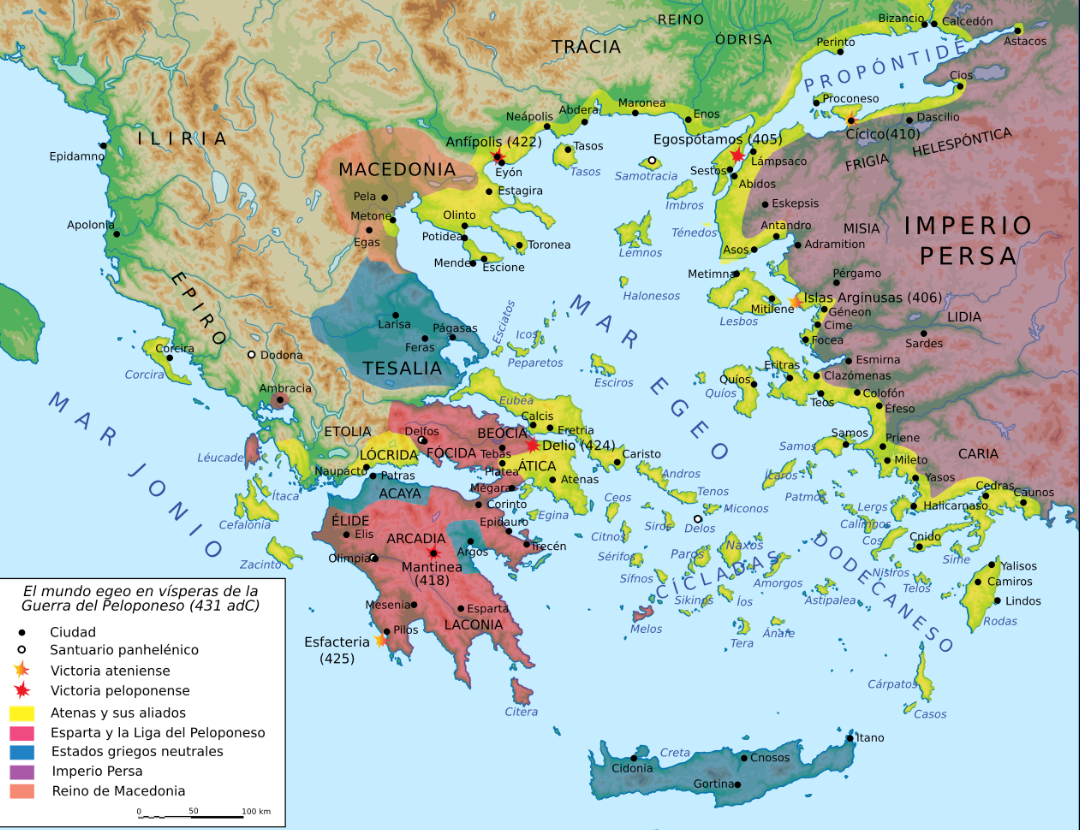 REINO
ÓDRISA
TRACIA
Bizancio
Calcedón
Astacos
Perinto
PROPÓNTIDE
Cios
Proconeso
Dascilio
Cícico(410)
FRIGIA HELESPÓNTICA
Maronea
Abdera
Neápolis
Enos
Egospótamos (405)
Anfípolis (422)
Tasos
Tasos
Samotracia
Lámpsaco
Sestos
Abidos
Eyón
ILIRIA
Epidamno
MACEDONIA
Pela
Estagira
Imbros
Eskepsis
Metone
Olinto
Apolonia
Egas
Potidea
Toronea
Ténedos
Antandro
MISIA
IMPERIO
PERSA
Lemnos
Asos
Adramition
Mende
Escione
Metimna
Pérgamo
EPIRO
Halonesos
Islas Arginusas (406)
Mitilene
Géneon
Lesbos
Cime
LIDIA
Larisa
Págasas
Esciatos
Icos
MAR EGEO
Focea
Sardes
Feras
Corcira
Dodona
Peparetos
Esmirna
TESALIA
Eritras
Clazómenas
Corcira
Esciros
Quíos
Quíos
Ambracia
Teos
Colofón
Éfeso
Eubea
Calcis
Eretria
MAR JONIO
ETOLIA
Delfos
BEOCIA
Delio (424)
Samos
Samos
Priene
Léucade
LÓCRIDA
FÓCIDA
Tebas
Caristo
Mileto
CARIA
Naupacto
Patras
Platea
ÁTICA
Atenas
Andros
Ícaros
Yasos
Cedras
Caunos
Ítaca
ACAYA
Mégara
Tenos
Patmos
Cefalonia
Corinto
Ceos
Miconos
Leros
Halicarnaso
Egina
ÉLIDE
Elis
Epidauro
Siros
Delos
Calimnos
ARCADIA
Citnos
Cos
Cnido
Zacinto
Olimpia
Argos
Trecén
Sérifos
Paros
Naxos
DODECANESO
Sime
Mantinea
(418)
CICLADAS
Yalisos
Sifnos
Nisiros
Amorgos
Telos
Camiros
Mesenia
Esparta
Sikinos
Íos
Astipalea
Lindos
LACONIA
Melos
Rodas
Pilos
Ánafe
Esfacteria
(425)
Tera
Cárpatos
Citera
Casos
Itano
Creta
Cidonia
Cnosos
Gortina
El mundo egeo en vísperas de la
Guerra del Peloponeso (431 adC)
Ciudad
Santuario panhelénico
Victoria ateniense
Victoria peloponense
Atenas y sus aliados
Esparta y la Liga del Peloponeso
Estados griegos neutrales
Imperio Persa
Reino de Macedonia
0 50 100 km